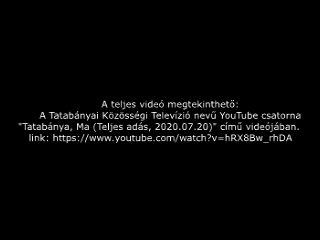 A teljes videó megtekinthető:
A Tatabányai Közösségi Televízió nevű YouTube csatorna
"Tatabánya, Ma (Teljes adás, 2020.07.20)" című videójában.
link: https://www.youtube.com/watch?v=hRX8Bw_rhDA